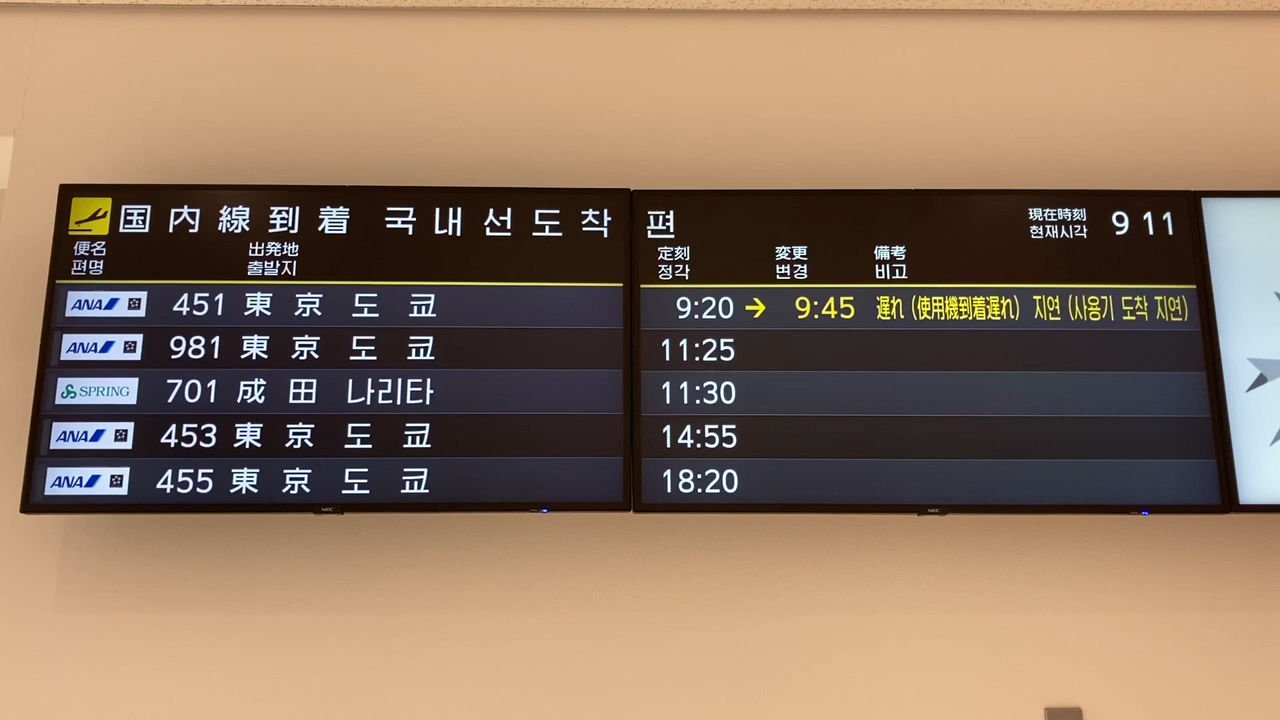 国内線到着 국내선도착편 現在時刻 9 11
현재시각
便名 出発地 定刻 変更 備考
편명 출발지 정각 변경 비고
ANA 451 東京 도쿄 9:20 → 9:45 遅れ (使用機到着遅れ) 지연 (사용기 도착 지연)
ANA 981 東京 도쿄 11:25
SPRING 701 成田 나리타 11:30
ANA 453 東京 도쿄 14:55
ANA 455 東京 도쿄 18:20
NEC NEC